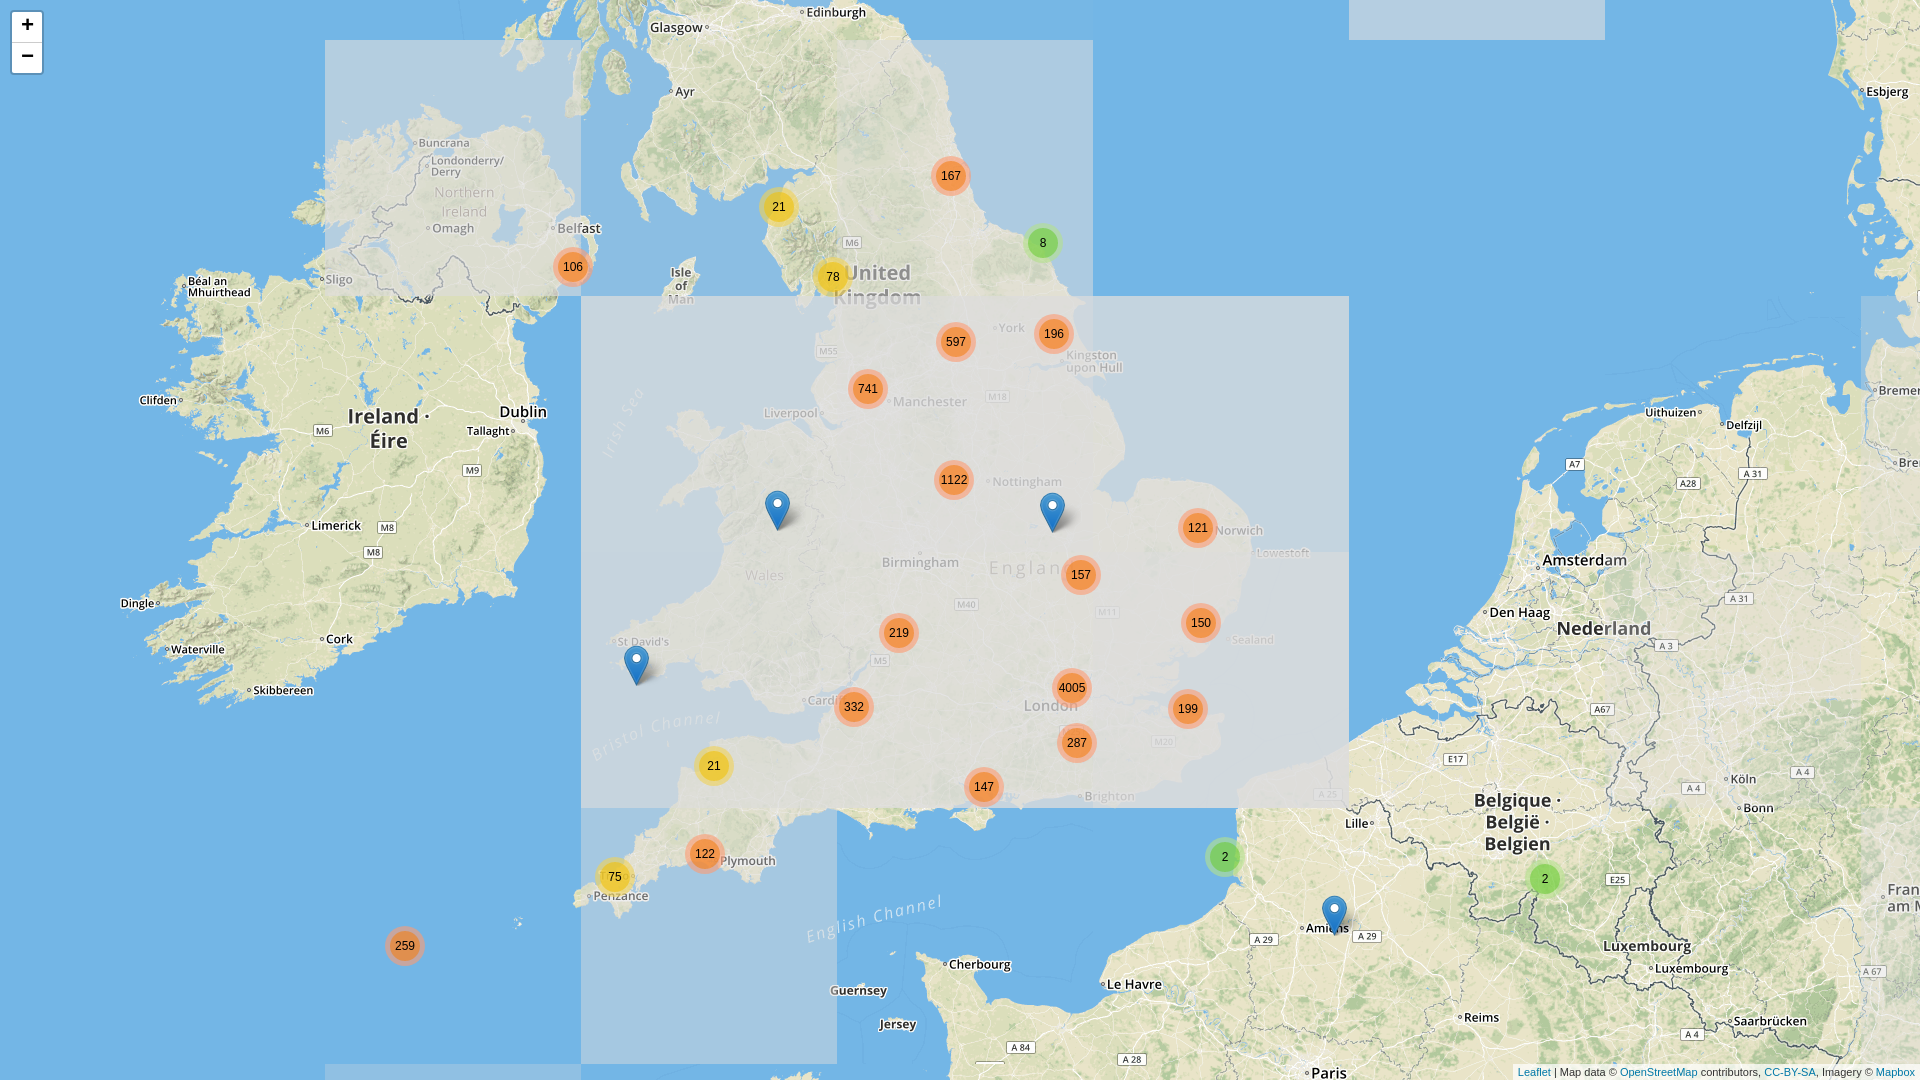 +
−
Edinburgh
Glasgow
Ayr
Esbjerg
Buncrana
Londonderry/
Derry
Northern
Ireland
Omagh
Belfast
Sligo
Béal an
Mhuirthead
Isle
of
Man
167
21
M6
8
106
78
United
Kingdom
597
York
196
M55
Kingston
upon Hull
741
Manchester
M18
Liverpool
Irish Sea
Clifden
Dublin
Ireland ·
Éire
M6
Tallaght
M9
Uithuizen
Delfzijl
A7
A 31
A28
1122
Nottingham
Limerick
M8
M8
121
Norwich
Lowestoft
Birmingham
Wales
157
Amsterdam
Dingle
M40
M11
A 31
Den Haag
Nederland
A 3
Cork
Waterville
St David's
219
150
Sealand
M5
Skibbereen
4005
London
Cardiff
332
199
A67
Bristol Channel
287
M20
21
E17
Köln
A 4
A 4
147
Brighton
A 25
Belgique ·
België ·
Belgien
Bonn
Lille
122
Plymouth
75
Penzance
2
2
E25
English Channel
Amiens
A 29
A 29
259
Luxembourg
Luxembourg
A 67
Cherbourg
Le Havre
Guernsey
Jersey
Reims
Saarbrücken
A 4
A 84
A 28
Paris
Leaflet | Map data © OpenStreetMap contributors, CC-BY-SA, Imagery © Mapbox